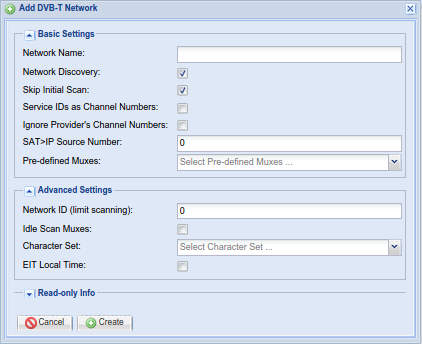 Add DVB-T Network
Basic Settings
Network Name:
Network Discovery:
Skip Initial Scan:
Service IDs as Channel Numbers:
Ignore Provider's Channel Numbers:
SAT>IP Source Number: 0
Pre-defined Muxes: Select Pre-defined Muxes ...
Advanced Settings
Network ID (limit scanning): 0
Idle Scan Muxes:
Character Set: Select Character Set ...
EIT Local Time:
Read-only Info
Cancel Create